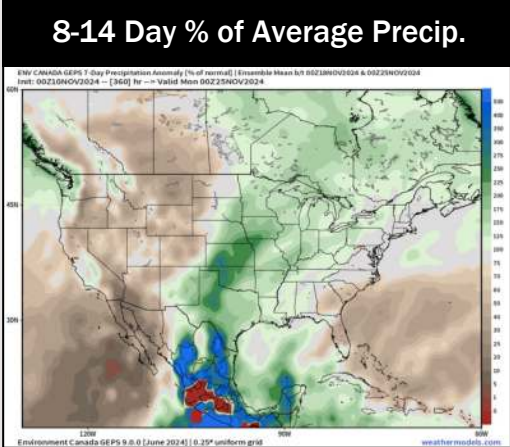 8-14 Day % of Average Precip.
ENV CANADA GEPS 7-Day Precipitation Anomaly [% of normal] | Ensemble Mean b/t 00Z18NOV2024 & 00Z25NOV2024
Init: 00Z10NOV2024 -- [360] hr --> Valid Mon 00Z25NOV2024
60N
45N
30N
120W
90W
60W
Environment Canada GEPS 9.0.0 [June 2024] | 0.25° uniform grid
weathermodels.com